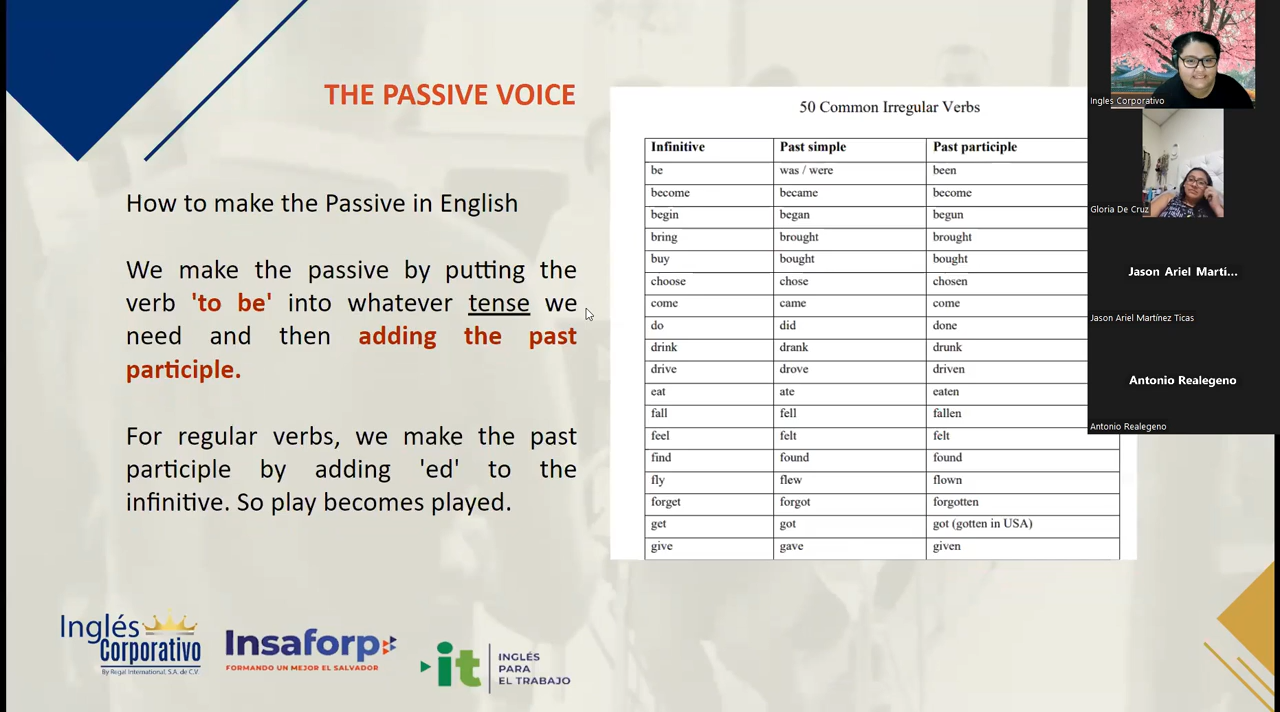 THE PASSIVE VOICE
How to make the Passive in English
We make the passive by putting the
verb 'to be' into whatever tense we
need and then adding the past
participle.
For regular verbs, we make the past
participle by adding 'ed' to the
infinitive. So play becomes played.
50 Common Irregular Verbs
Infinitive Past simple Past participle
be was / were been
become became become
begin began begun
bring brought brought
buy bought bought
choose chose chosen
come came come
do did done
drink drank drunk
drive drove driven
eat ate eaten
fall fell fallen
feel felt felt
find found found
fly flew flown
forget forgot forgotten
get got got (gotten in USA)
give gave given
Ingles Corporativo
Gloria De Cruz
Jason Ariel Martí...
Jason Ariel Martínez Ticas
Antonio Realegeno
Antonio Realegeno
Inglés
Corporativo
By Regal International, S.A. de C.V.
Insaforp
FORMANDO UN MEJOR EL SALVADOR
it
INGLÉS
PARA
EL TRABAJO